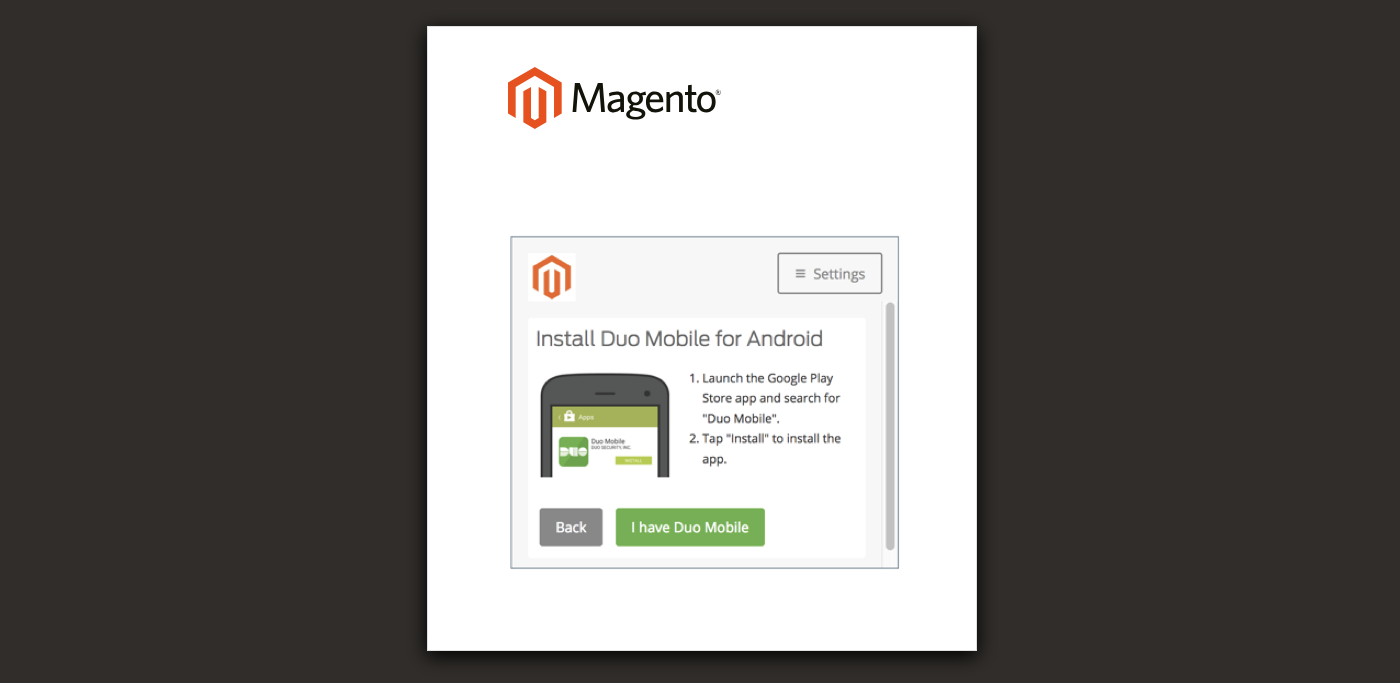 Magento®
≡ Settings
Install Duo Mobile for Android
1. Launch the Google Play
Store app and search for
"Duo Mobile".
2. Tap "Install" to install the
app.
‹ Apps
Duo Mobile
DUO SECURITY, INC.
DUO
INSTALL
Back
I have Duo Mobile